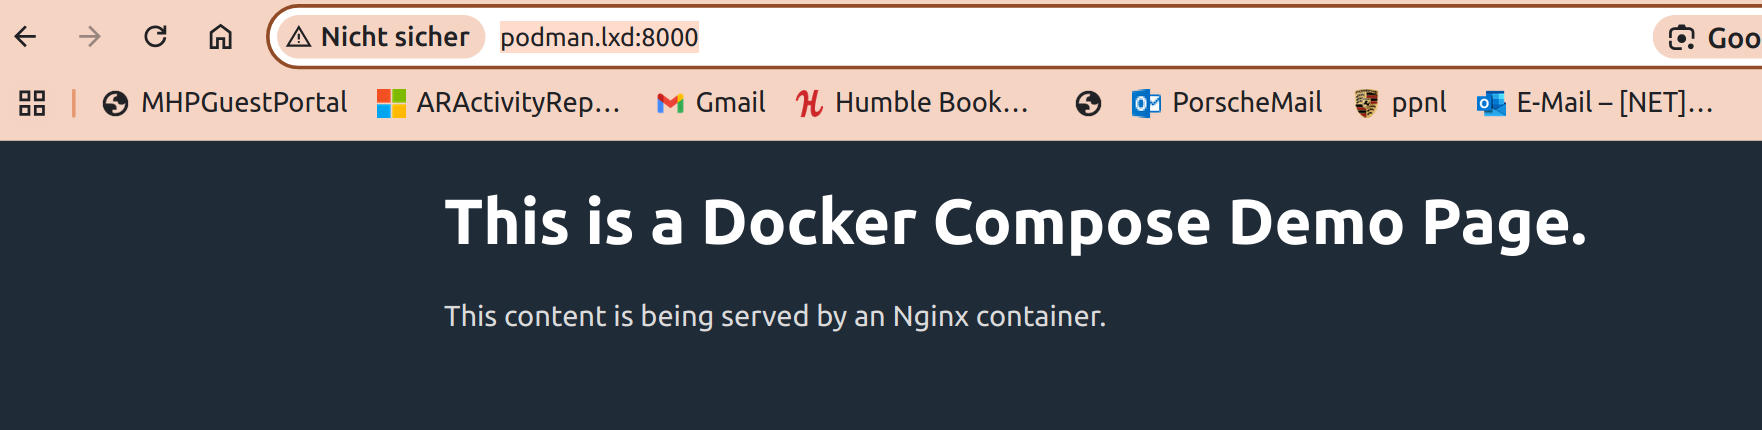 Nicht sicher podman.lxd:8000 Goo
MHPGuestPortal ARActivityRep... Gmail Humble Book... PorscheMail ppnl E-Mail – [NET]...
This is a Docker Compose Demo Page.
This content is being served by an Nginx container.